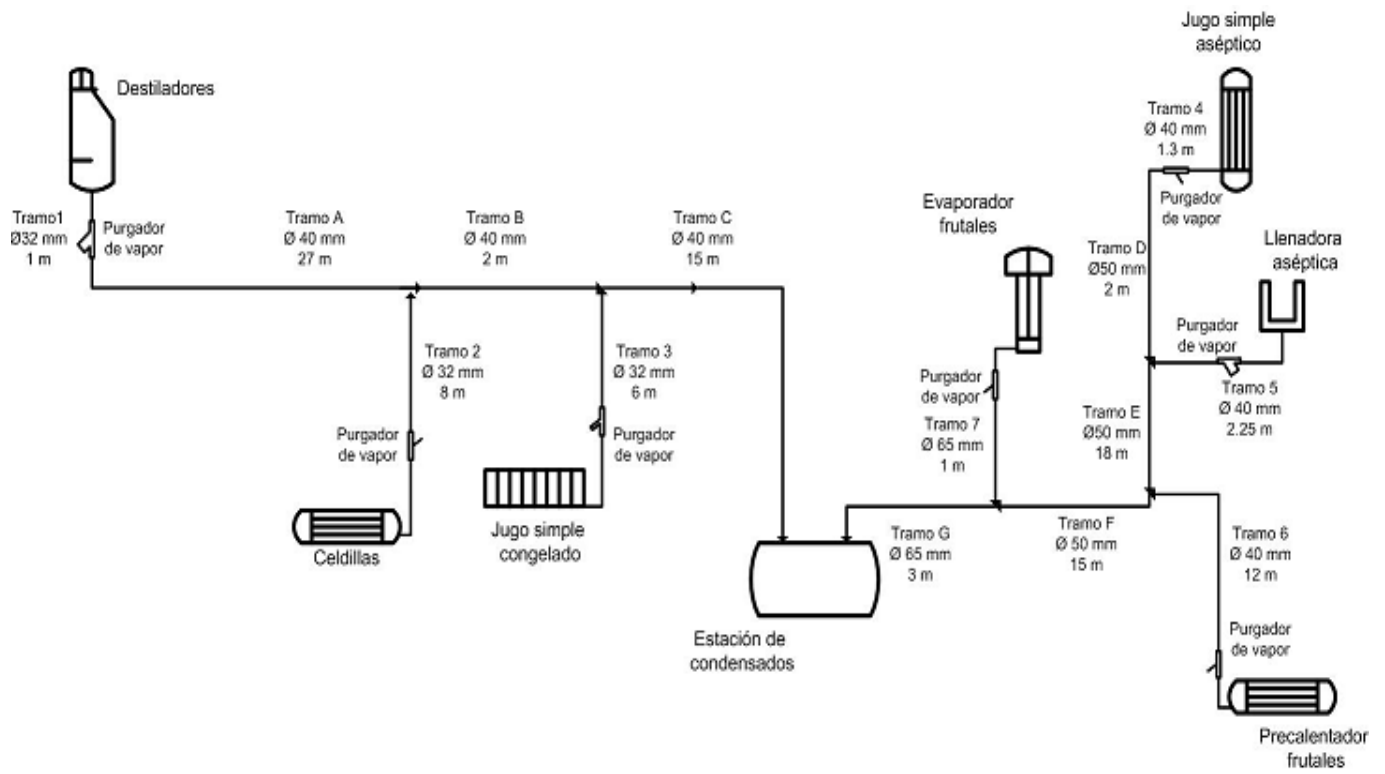 Jugo simple
aséptico
Destiladores
Tramo 4
Ø 40 mm
1.3 m
Purgador
de vapor
Evaporador
frutales
Tramo1
Ø32 mm
1 m
Purgador
de vapor
Tramo A
Ø 40 mm
27 m
Tramo B
Ø 40 mm
2 m
Tramo C
Ø 40 mm
15 m
Tramo D
Ø50 mm
2 m
Llenadora
aséptica
Purgador
de vapor
Tramo 2
Ø 32 mm
8 m
Tramo 3
Ø 32 mm
6 m
Purgador
de vapor
Tramo 7
Ø 65 mm
1 m
Tramo E
Ø50 mm
18 m
Tramo 5
Ø 40 mm
2.25 m
Purgador
de vapor
Purgador
de vapor
Jugo simple
congelado
Celdillas
Tramo G
Ø 65 mm
3 m
Tramo F
Ø 50 mm
15 m
Tramo 6
Ø 40 mm
12 m
Estación de
condensados
Purgador
de vapor
Precalentador
frutales